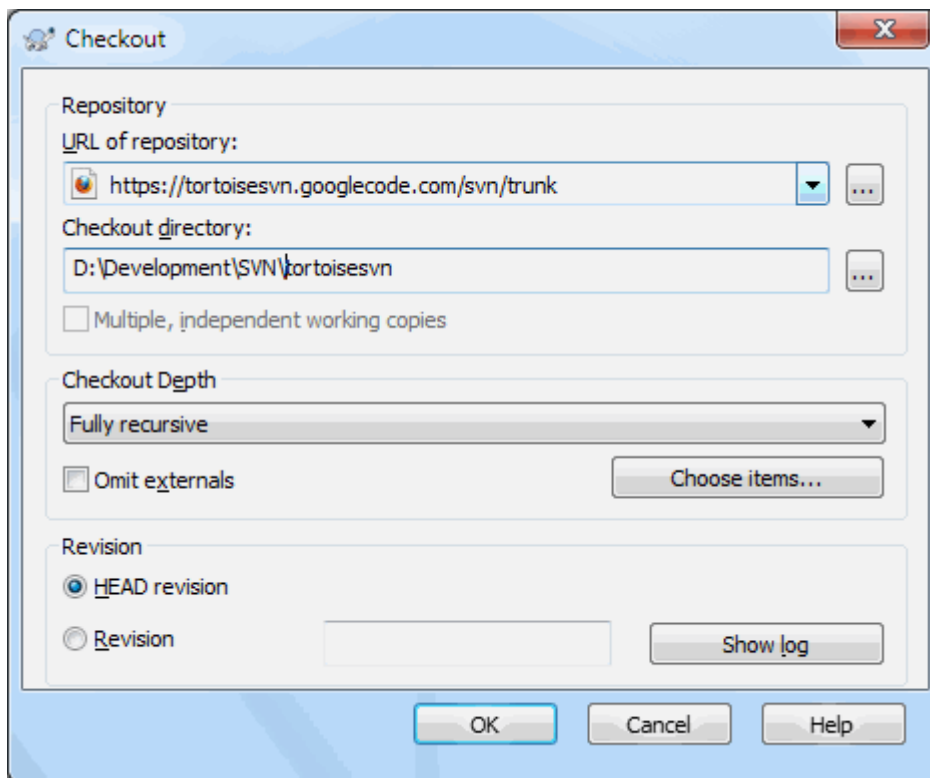 Checkout
Repository
URL of repository:
https://tortoisesvn.googlecode.com/svn/trunk
...
Checkout directory:
D:\Development\SVN\tortoisesvn
...
Multiple, independent working copies
Checkout Depth
Fully recursive
Omit externals
Choose items...
Revision
HEAD revision
Revision
Show log
OK
Cancel
Help